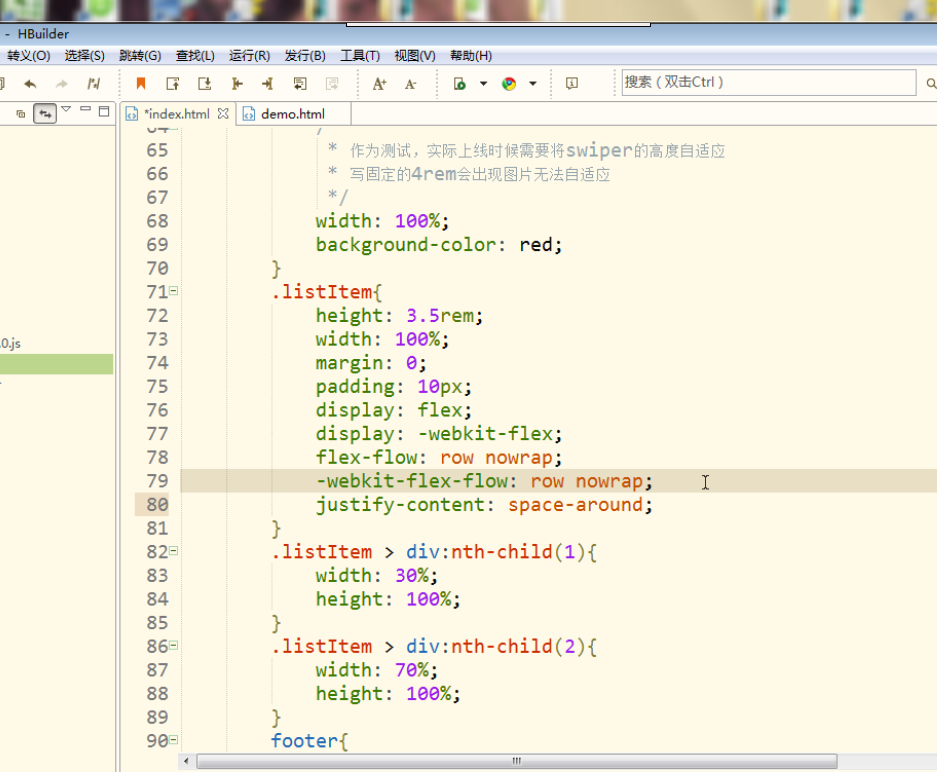 - HBuilder
转义(O) 选择(S) 跳转(G) 查找(L) 运行(R) 发行(B) 工具(T) 视图(V) 帮助(H)
搜索（双击Ctrl）
*index.html demo.html
65 * 作为测试，实际上线时候需要将swiper的高度自适应
66 * 写固定的4rem会出现图片无法自适应
67 */
68 width: 100%;
69 background-color: red;
70 }
71 .listItem{
72 height: 3.5rem;
73 width: 100%;
74 margin: 0;
75 padding: 10px;
76 display: flex;
77 display: -webkit-flex;
78 flex-flow: row nowrap;
79 -webkit-flex-flow: row nowrap;
80 justify-content: space-around;
81 }
82 .listItem > div:nth-child(1){
83 width: 30%;
84 height: 100%;
85 }
86 .listItem > div:nth-child(2){
87 width: 70%;
88 height: 100%;
89 }
90 footer{
.0.js